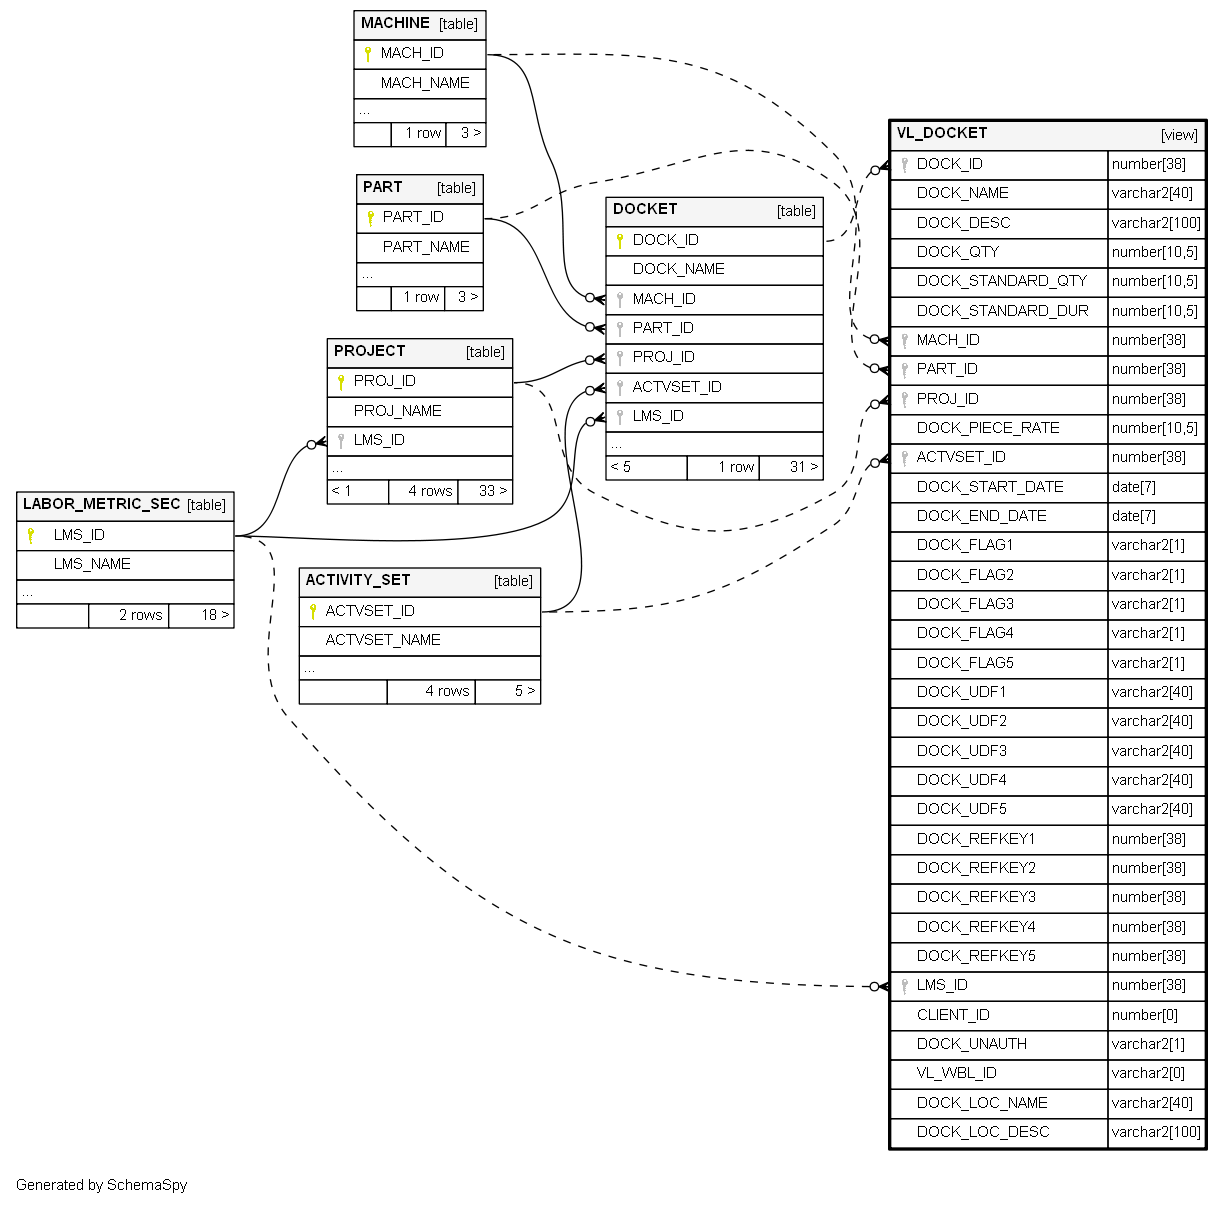 MACHINE [table]
MACH_ID
MACH_NAME
...
1 row 3 >
PART [table]
PART_ID
PART_NAME
...
1 row 3 >
PROJECT [table]
PROJ_ID
PROJ_NAME
LMS_ID
...
< 1 4 rows 33 >
LABOR_METRIC_SEC [table]
LMS_ID
LMS_NAME
...
2 rows 18 >
ACTIVITY_SET [table]
ACTVSET_ID
ACTVSET_NAME
...
4 rows 5 >
DOCKET [table]
DOCK_ID
DOCK_NAME
MACH_ID
PART_ID
PROJ_ID
ACTVSET_ID
LMS_ID
...
< 5 1 row 31 >
VL_DOCKET [view]
DOCK_ID number[38]
DOCK_NAME varchar2[40]
DOCK_DESC varchar2[100]
DOCK_QTY number[10,5]
DOCK_STANDARD_QTY number[10,5]
DOCK_STANDARD_DUR number[10,5]
MACH_ID number[38]
PART_ID number[38]
PROJ_ID number[38]
DOCK_PIECE_RATE number[10,5]
ACTVSET_ID number[38]
DOCK_START_DATE date[7]
DOCK_END_DATE date[7]
DOCK_FLAG1 varchar2[1]
DOCK_FLAG2 varchar2[1]
DOCK_FLAG3 varchar2[1]
DOCK_FLAG4 varchar2[1]
DOCK_FLAG5 varchar2[1]
DOCK_UDF1 varchar2[40]
DOCK_UDF2 varchar2[40]
DOCK_UDF3 varchar2[40]
DOCK_UDF4 varchar2[40]
DOCK_UDF5 varchar2[40]
DOCK_REFKEY1 number[38]
DOCK_REFKEY2 number[38]
DOCK_REFKEY3 number[38]
DOCK_REFKEY4 number[38]
DOCK_REFKEY5 number[38]
LMS_ID number[38]
CLIENT_ID number[0]
DOCK_UNAUTH varchar2[1]
VL_WBL_ID varchar2[0]
DOCK_LOC_NAME varchar2[40]
DOCK_LOC_DESC varchar2[100]
Generated by SchemaSpy